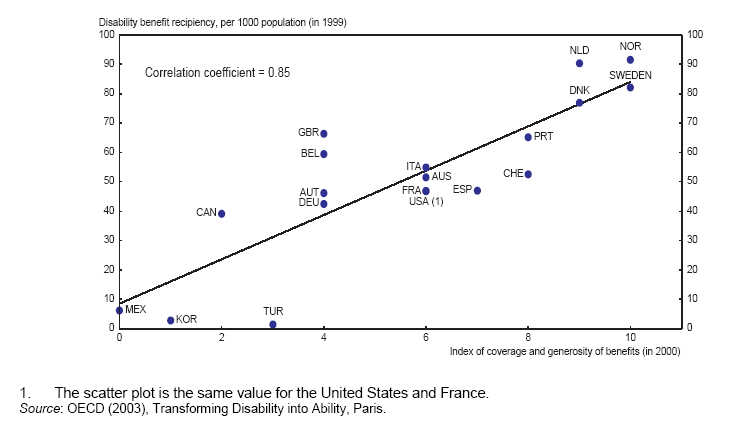 Disability benefit recipiency, per 1000 population (in 1999)
100 100
NLD NOR
90 90
Correlation coefficient = 0.85
SWEDEN
80 DNK 80
70 70
GBR
PRT
60 60
BEL
ITA
AUS CHE
50 50
AUT FRA ESP
DEU USA (1)
40 CAN 40
30 30
20 20
10 10
MEX TUR
KOR
0 0
0 2 4 6 8 10
Index of coverage and generosity of benefits (in 2000)
1. The scatter plot is the same value for the United States and France.
Source: OECD (2003), Transforming Disability into Ability, Paris.